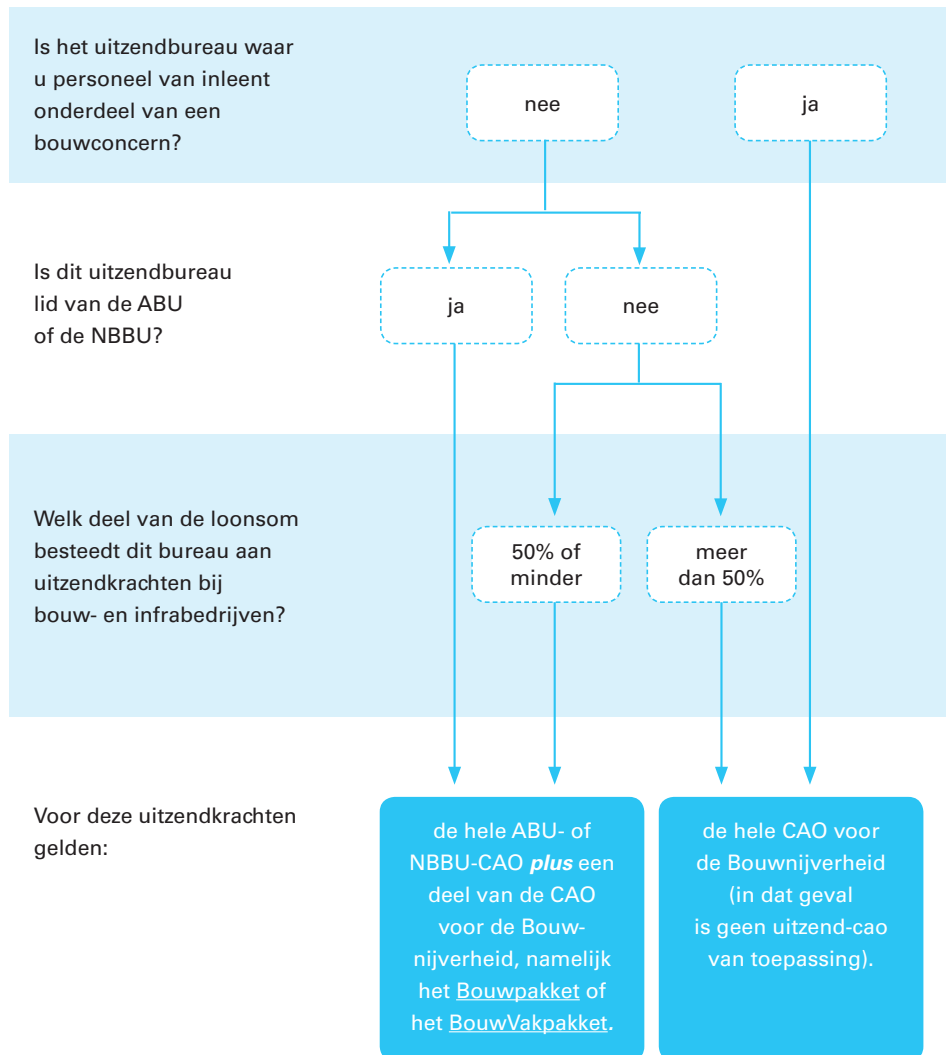 Is het uitzendbureau waar
u personeel van inleent
onderdeel van een
bouwconcern?
nee
ja
Is dit uitzendbureau
lid van de ABU
of de NBBU?
ja
nee
Welk deel van de loonsom
besteedt dit bureau aan
uitzendkrachten bij
bouw- en infrabedrijven?
50% of
minder
meer
dan 50%
Voor deze uitzendkrachten
gelden:
de hele ABU- of
NBBU-CAO plus een
deel van de CAO
voor de Bouw-
nijverheid, namelijk
het Bouwpakket of
het BouwVakpakket.
de hele CAO voor
de Bouwnijverheid
(in dat geval
is geen uitzend-cao
van toepassing).